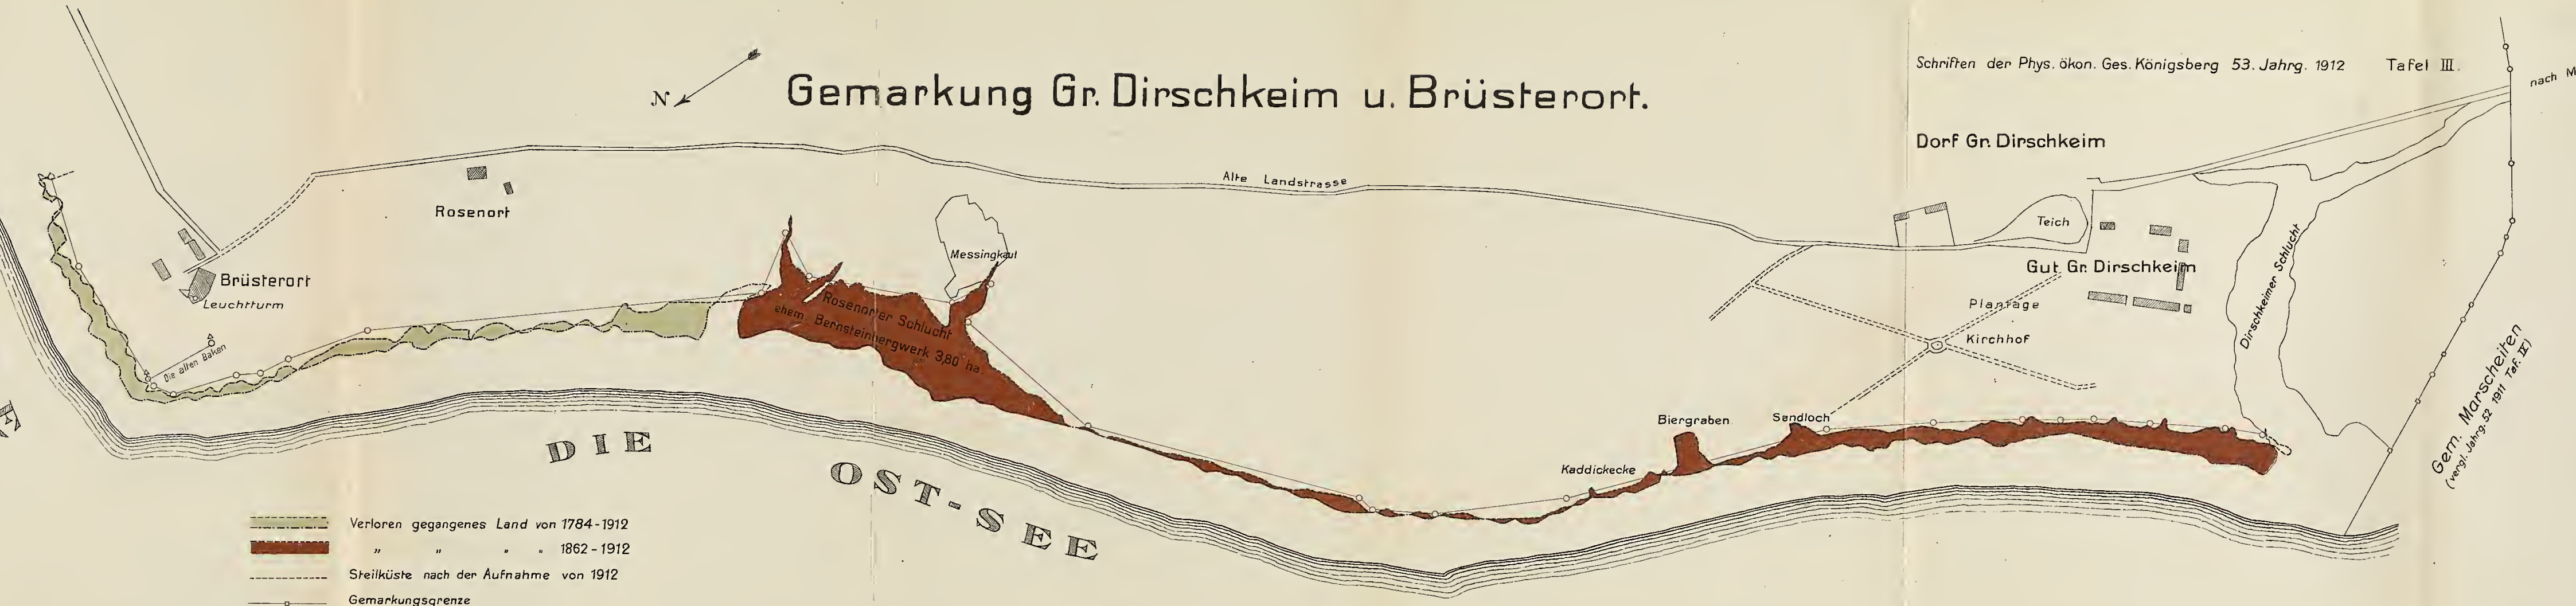 Schriften der Phys. ökon. Ges. Königsberg 53. Jahrg. 1912 Tafel III.
nach M
N
Gemarkung Gr. Dirschkeim u. Brüsterort.
Dorf Gr. Dirschkeim
Alte Landstrasse
Rosenort
Teich
Messingkaul
Gut Gr. Dirschkeim
Brüsterort
Leuchtturm
Dirschkeimer Schlucht
Plantage
Kirchhof
Rosenorter Schlucht
ehem. Bernsteinbergwerk 3,80 ha.
Die alten Baken
Gem. Marscheiten
(vergl. Jahrg. 52 1911 Taf. IV)
Biergraben
Sandloch
Kaddickecke
DIE
OST-SEE
E
Verloren gegangenes Land von 1784-1912
" " " " 1862-1912
Steilküste nach der Aufnahme von 1912
Gemarkungsgrenze